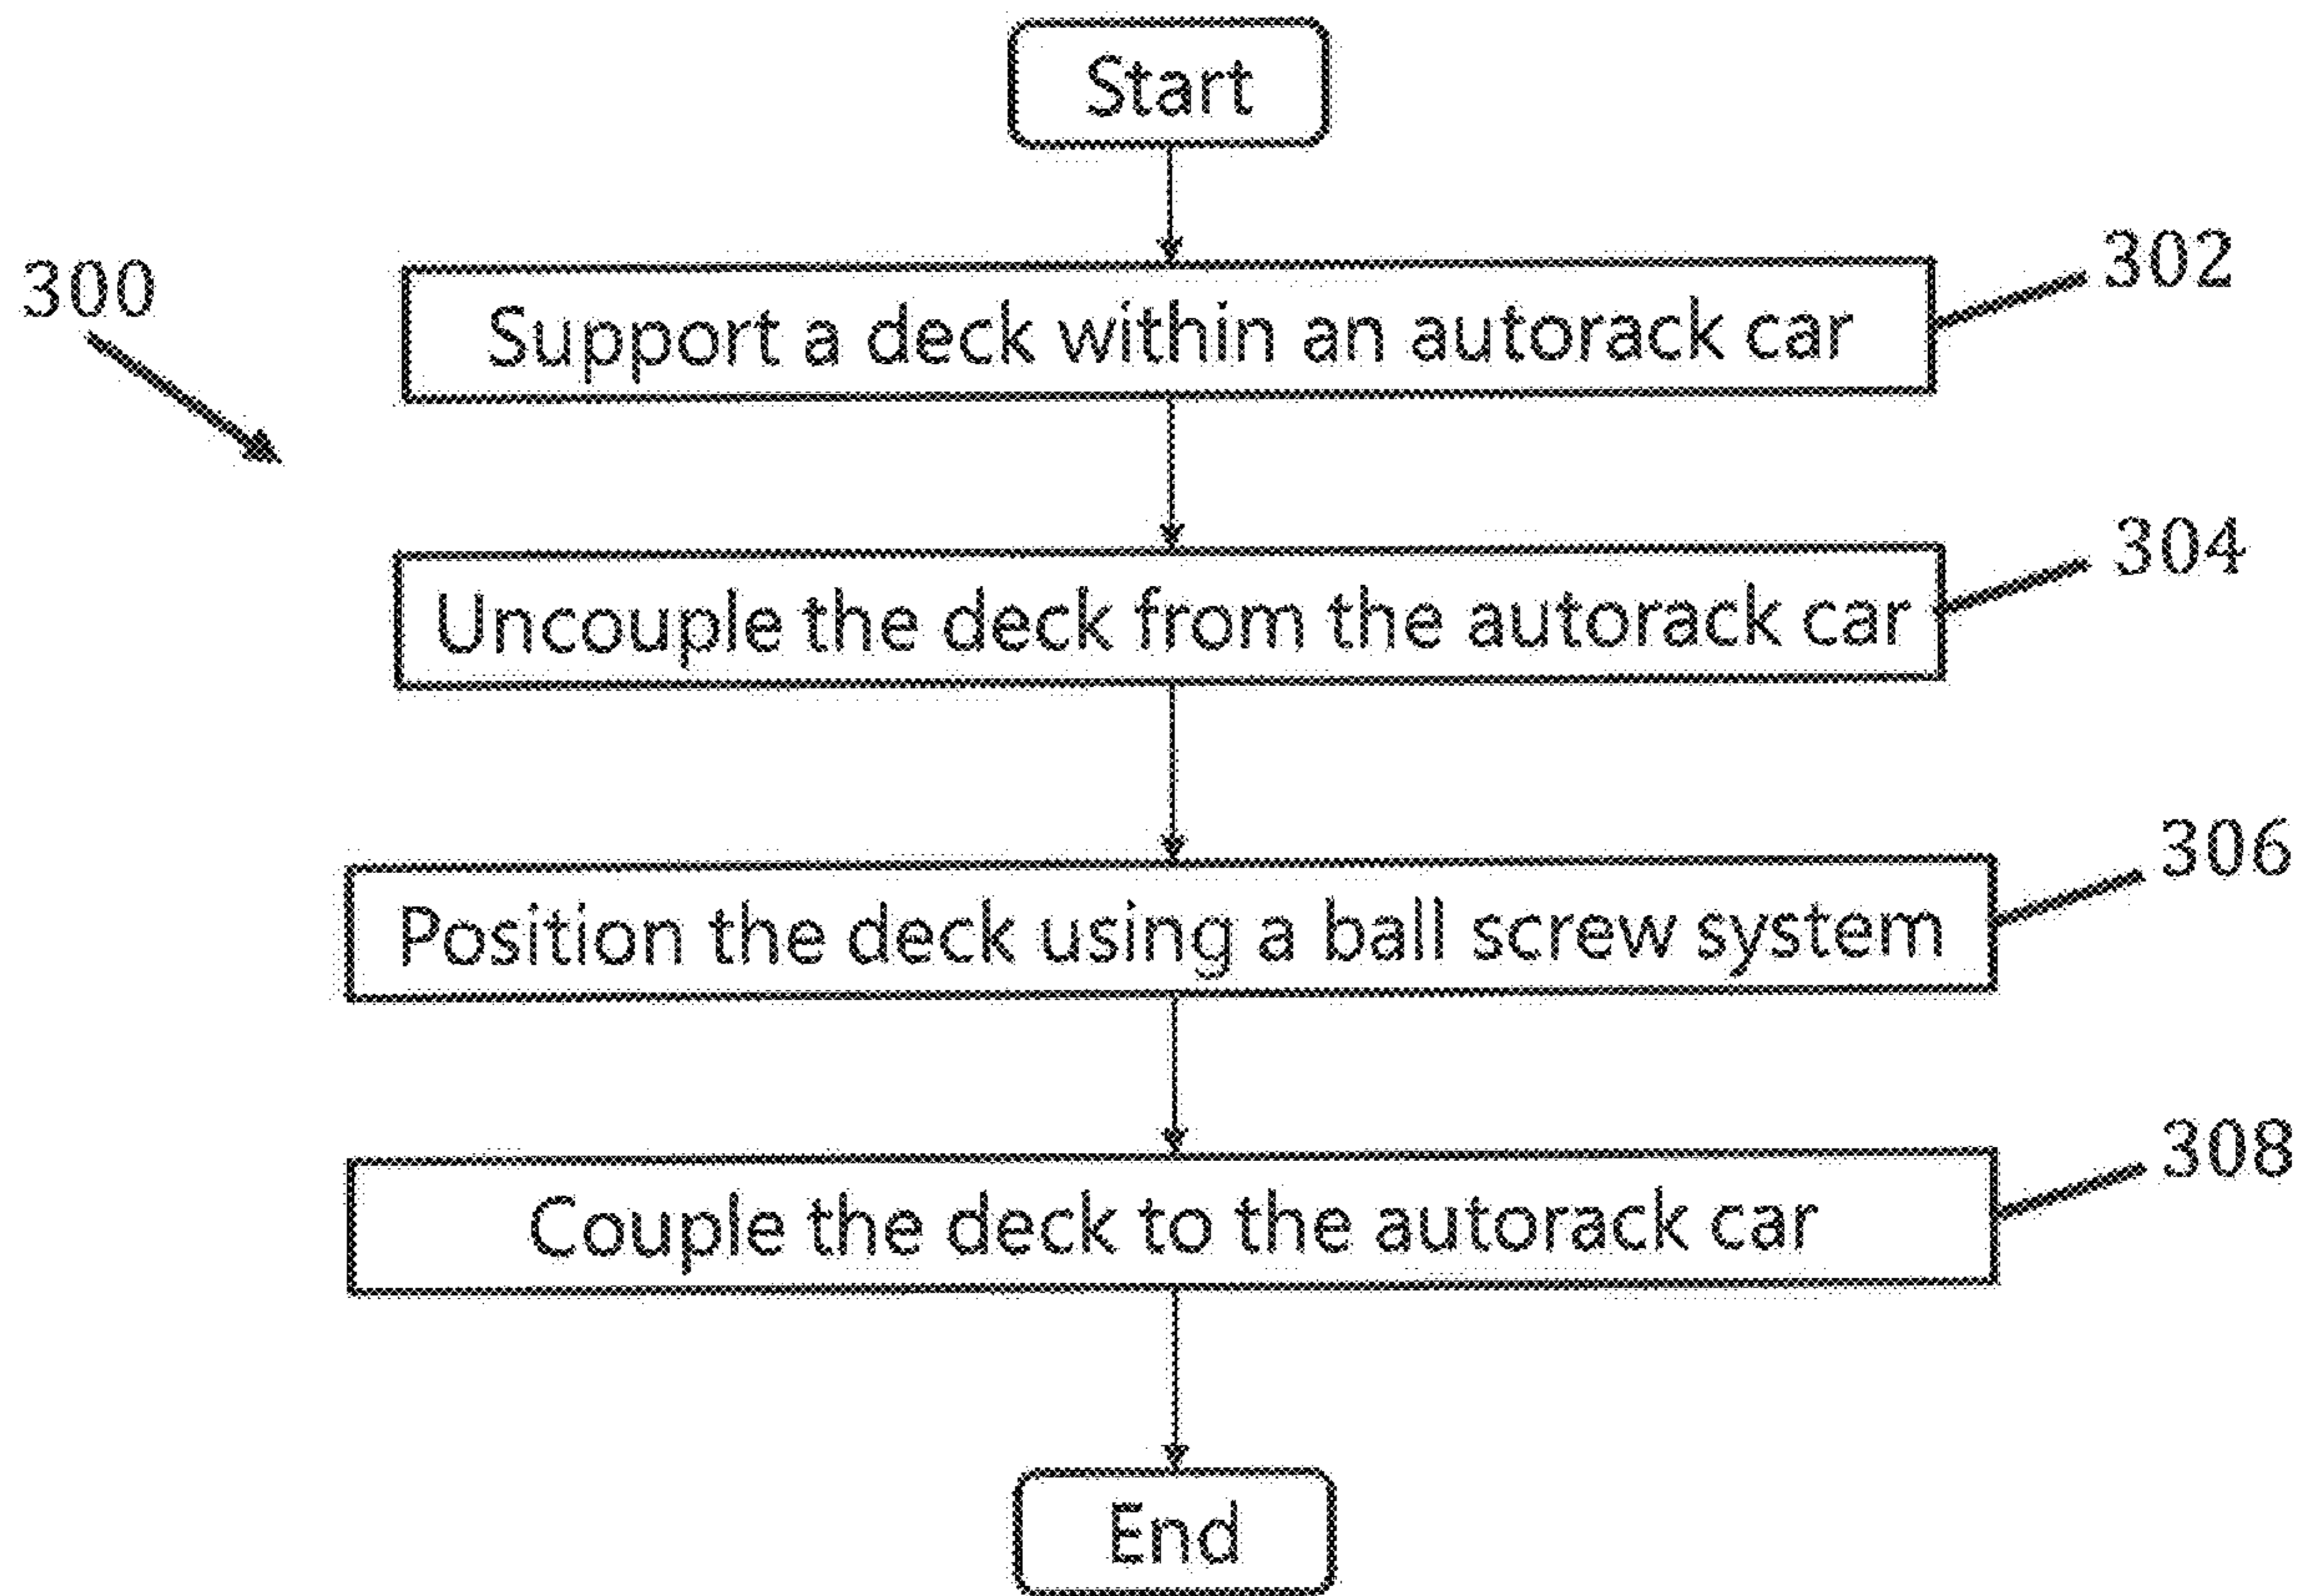 Start
300
Support a deck within an autorack car
302
Uncouple the deck from the autorack car
304
Position the deck using a ball screw system
306
Couple the deck to the autorack car
308
End